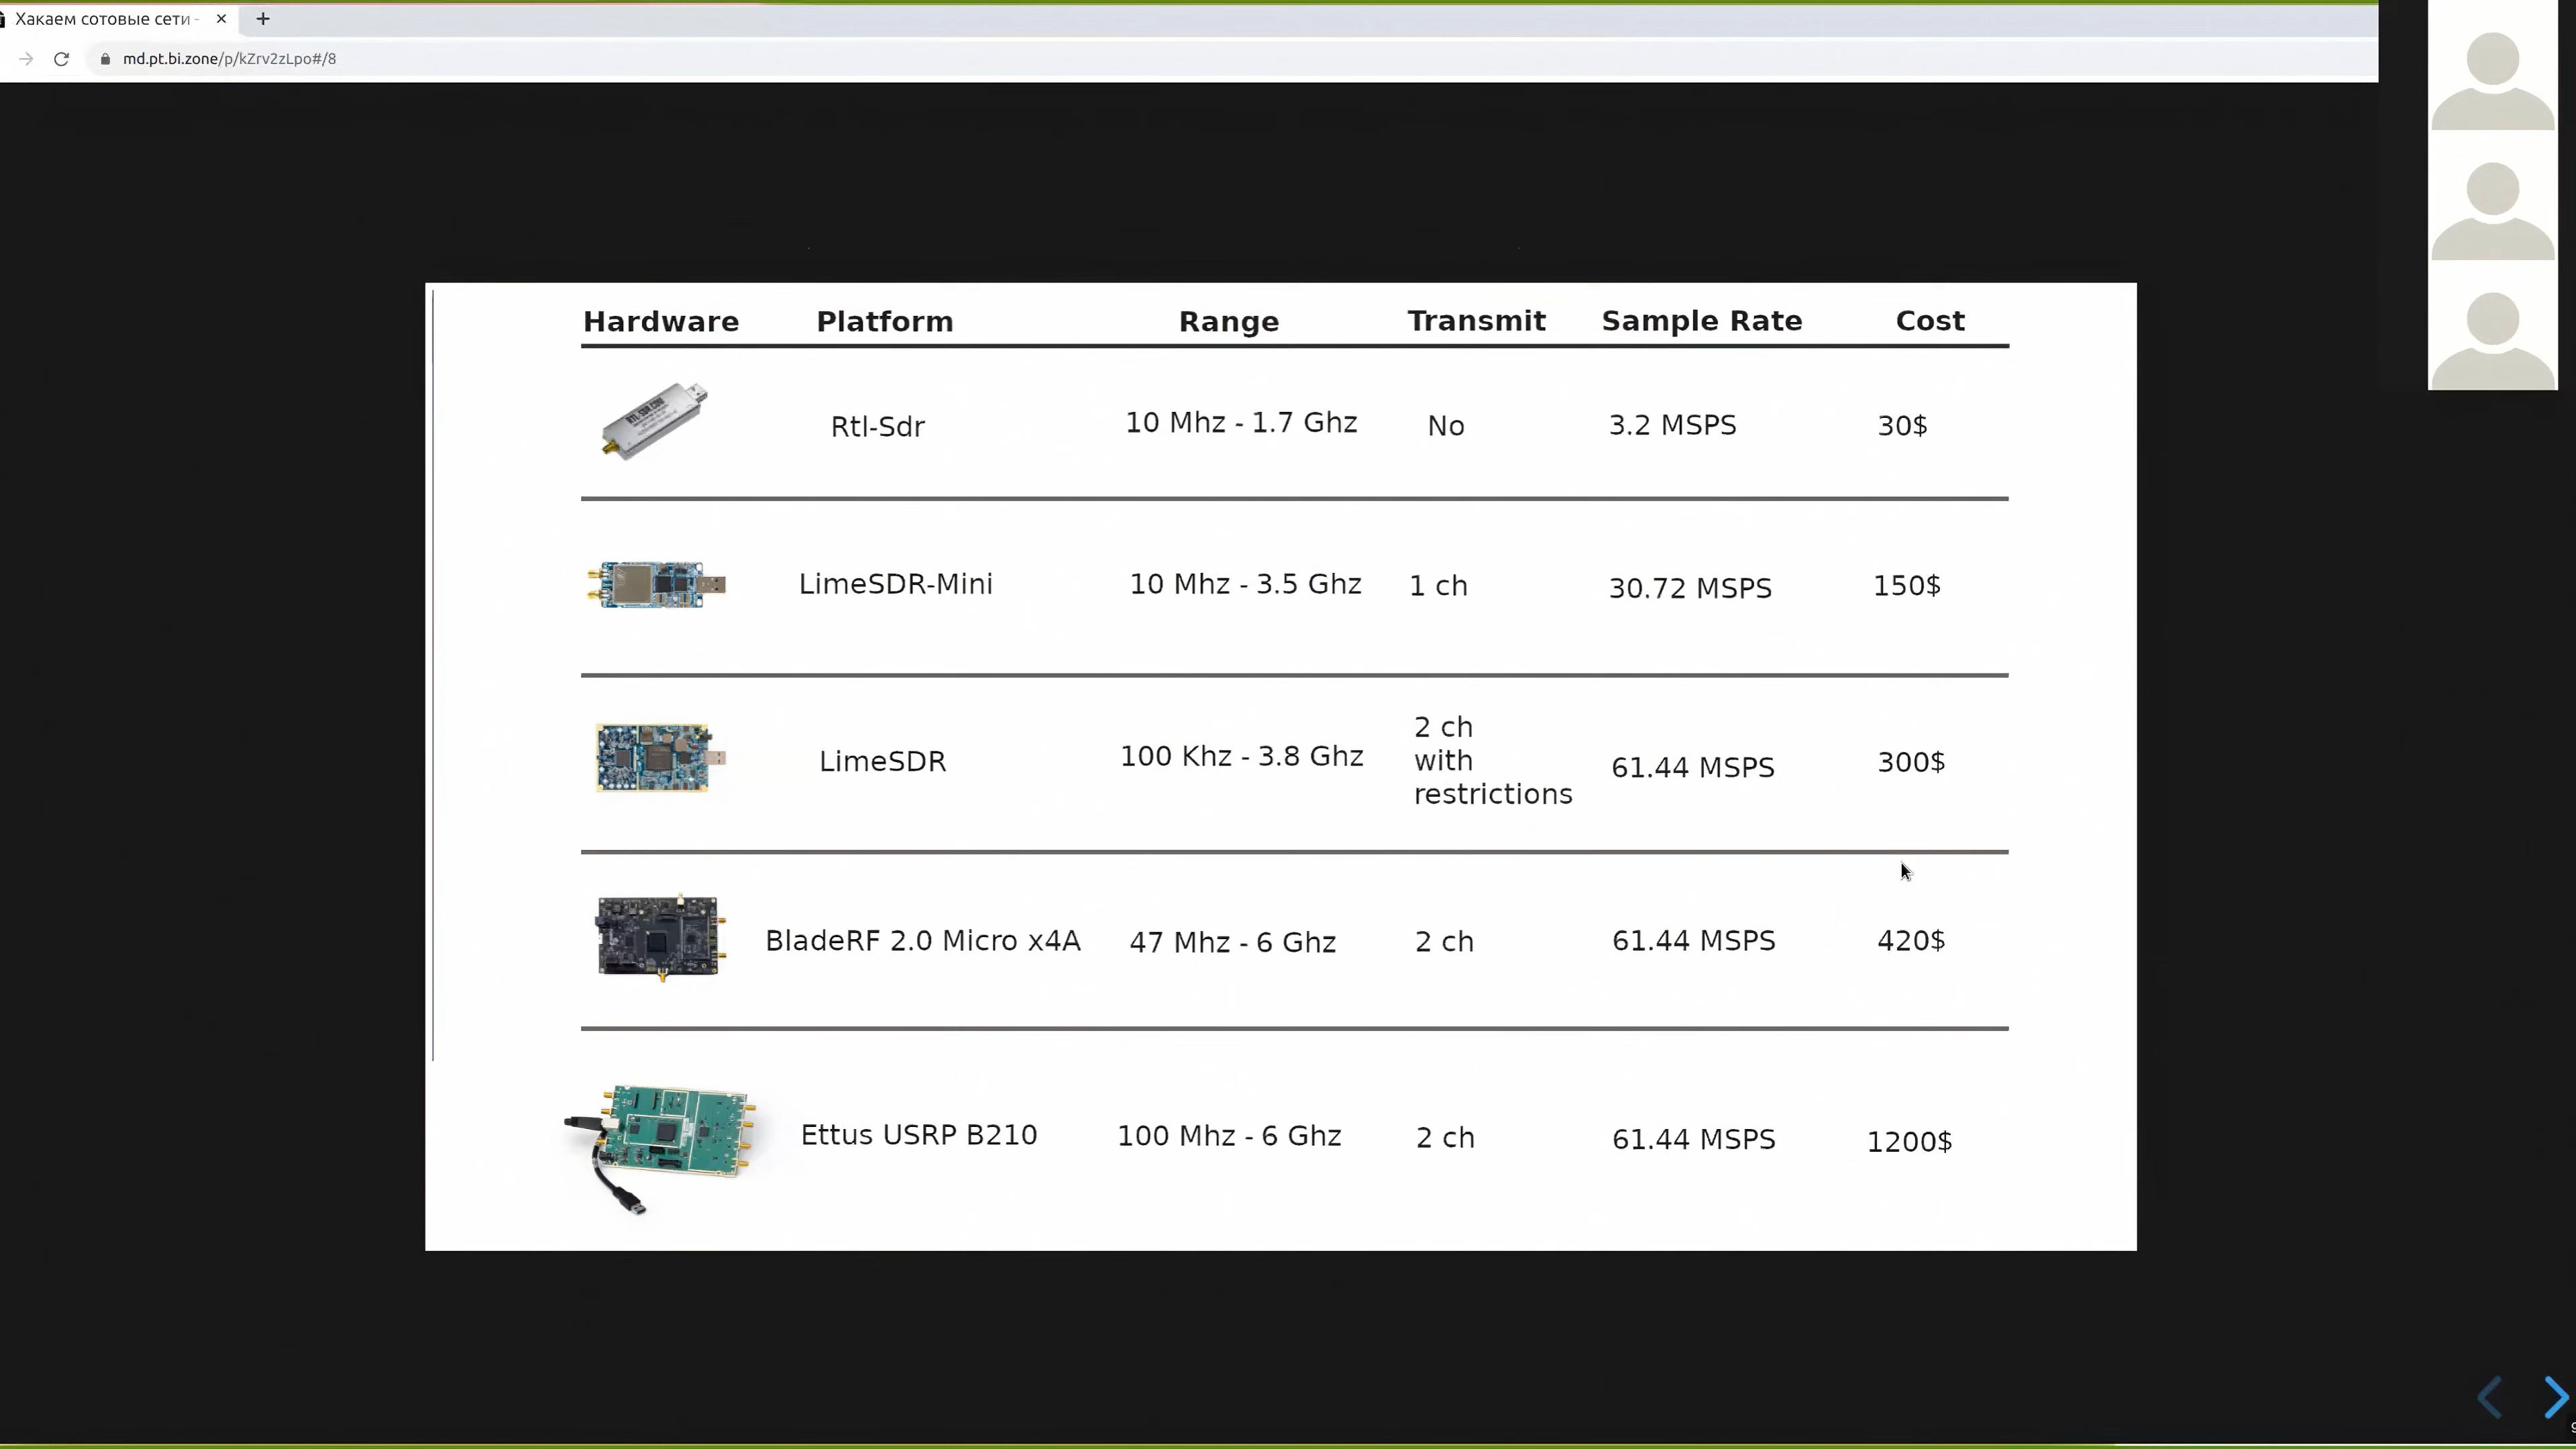 Хакаем сотовые сети -
md.pt.bi.zone/p/kZrv2zLpo#/8
Hardware Platform Range Transmit Sample Rate Cost
RTL-SDR.COM
Rtl-Sdr 10 Mhz - 1.7 Ghz No 3.2 MSPS 30$
LimeSDR-Mini 10 Mhz - 3.5 Ghz 1 ch 30.72 MSPS 150$
LimeSDR 100 Khz - 3.8 Ghz 2 ch with restrictions 61.44 MSPS 300$
BladeRF 2.0 Micro x4A 47 Mhz - 6 Ghz 2 ch 61.44 MSPS 420$
Ettus USRP B210 100 Mhz - 6 Ghz 2 ch 61.44 MSPS 1200$